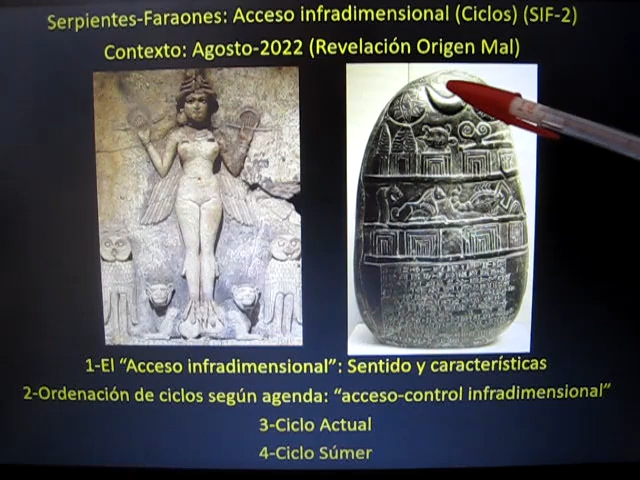 Serpientes-Faraones: Acceso infradimensional (Ciclos) (SIF-2)
Contexto: Agosto-2022 (Revelación Origen Mal)
1-El “Acceso infradimensional”: Sentido y características
2-Ordenación de ciclos según agenda: “acceso-control infradimensional”
3-Ciclo Actual
4-Ciclo Súmer